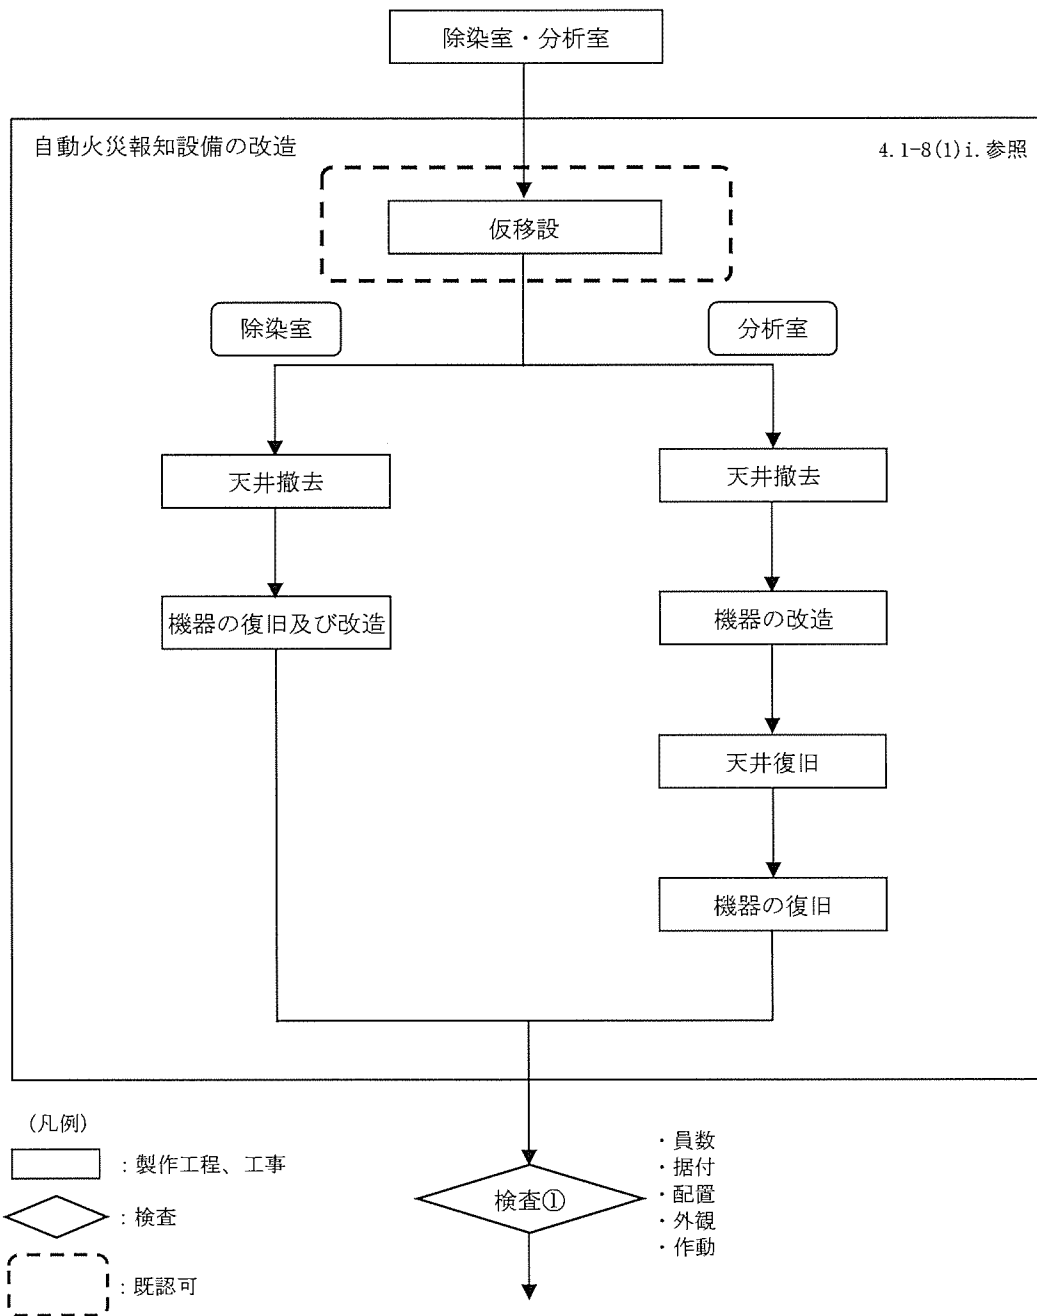 除染室・分析室
自動火災報知設備の改造
4.1-8(1)i.参照
仮移設
除染室
分析室
天井撤去
天井撤去
機器の復旧及び改造
機器の改造
天井復旧
機器の復旧
(凡例)
：製作工程、工事
：検査
：既認可
検査①
・員数
・据付
・配置
・外観
・作動